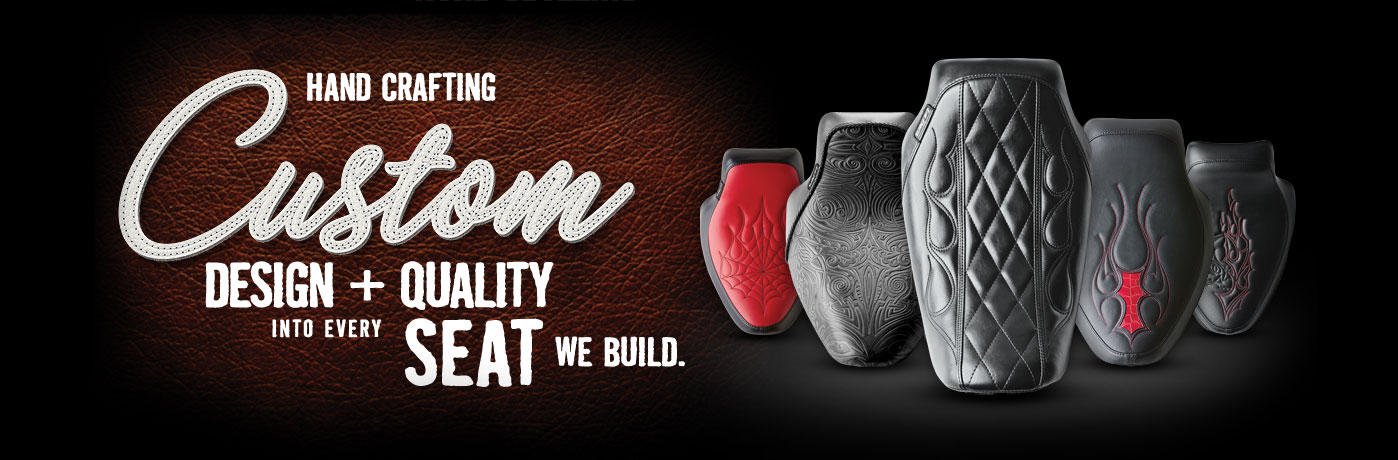 HAND CRAFTING
Custom
DESIGN + QUALITY
INTO EVERY
SEAT WE BUILD.